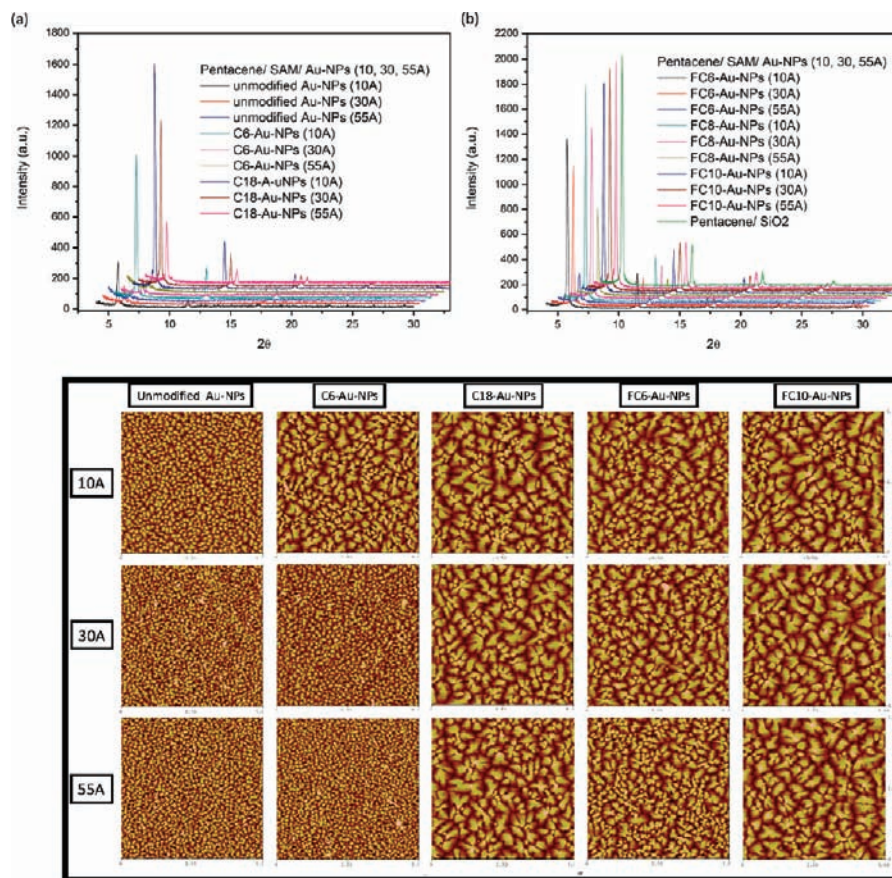 (a)
1800
1600
1400
1200
1000
800
600
400
200
0
Intensity (a.u.)
5 10 15 20 25 30
2θ
Pentacene/ SAM/ Au-NPs (10, 30, 55A)
unmodified Au-NPs (10A)
unmodified Au-NPs (30A)
unmodified Au-NPs (55A)
C6-Au-NPs (10A)
C6-Au-NPs (30A)
C6-Au-NPs (55A)
C18-A-uNPs (10A)
C18-Au-NPs (30A)
C18-Au-NPs (55A)
(b)
2200
2000
1800
1600
1400
1200
1000
800
600
400
200
0
Intensity (a.u.)
5 10 15 20 25 30
2θ
Pentacene/ SAM/ Au-NPs (10, 30, 55A)
FC6-Au-NPs (10A)
FC6-Au-NPs (30A)
FC6-Au-NPs (55A)
FC8-Au-NPs (10A)
FC8-Au-NPs (30A)
FC8-Au-NPs (55A)
FC10-Au-NPs (10A)
FC10-Au-NPs (30A)
FC10-Au-NPs (55A)
Pentacene/ SiO2
Unmodified Au-NPs C6-Au-NPs C18-Au-NPs FC6-Au-NPs FC10-Au-NPs
10A
30A
55A